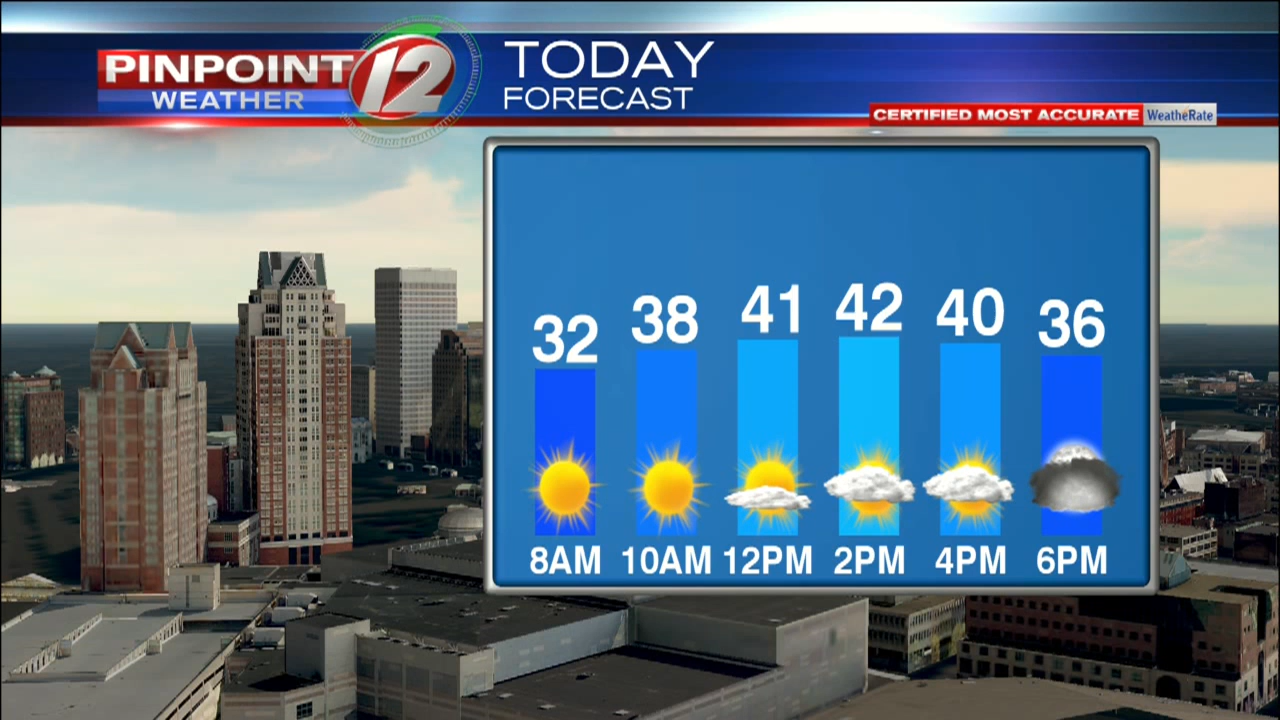 PINPOINT 12
WEATHER
TODAY
FORECAST
CERTIFIED MOST ACCURATE WeatheRate
32 38 41 42 40 36
8AM 10AM 12PM 2PM 4PM 6PM